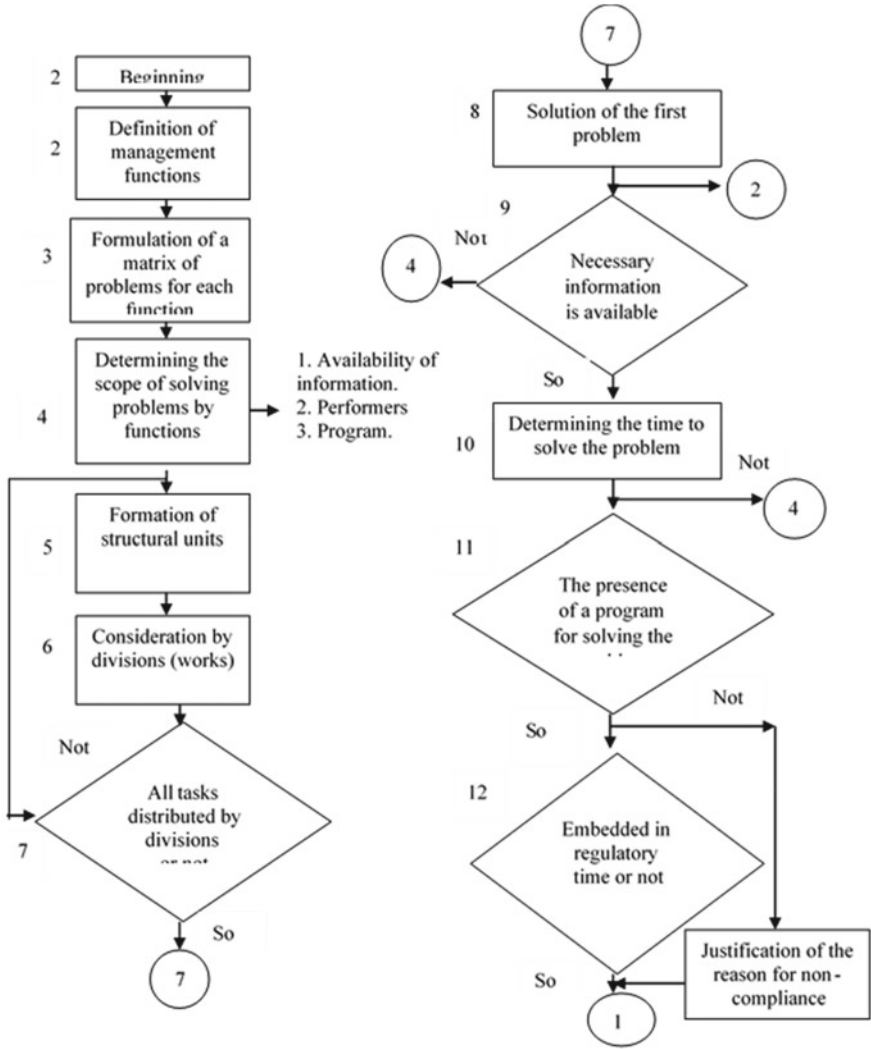 2
Beginning
2
Definition of
management
functions
3
Formulation of a
matrix of
problems for each
function
4
Determining the
scope of solving
problems by
functions
1. Availability of
information.
2. Performers
3. Program.
5
Formation of
structural units
6
Consideration by
divisions (works)
Not
7
All tasks
distributed by
divisions
or not
So
7
7
8
Solution of the first
problem
2
9
Not
4
Necessary
information
is available
So
10
Determining the time to
solve the problem
Not
4
11
The presence
of a program
for solving the
So
Not
12
Embedded in
regulatory
time or not
Justification of the
reason for non-
compliance
So
1